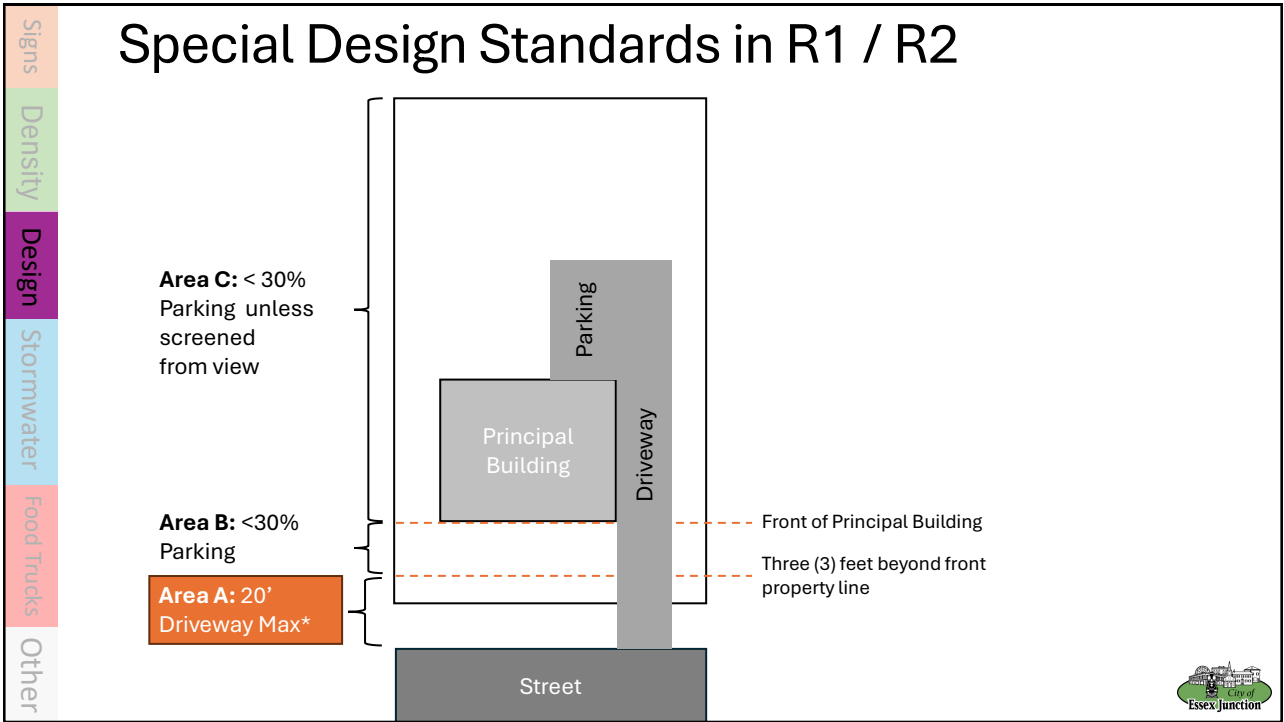 Special Design Standards in R1 / R2
Signs
Density
Design
Stormwater
Food Trucks
Other
Area C: < 30%
Parking unless
screened
from view
Parking
Principal
Building
Driveway
Area B: <30%
Parking
Front of Principal Building
Three (3) feet beyond front
property line
Area A: 20’
Driveway Max*
Street
City of
Essex Junction